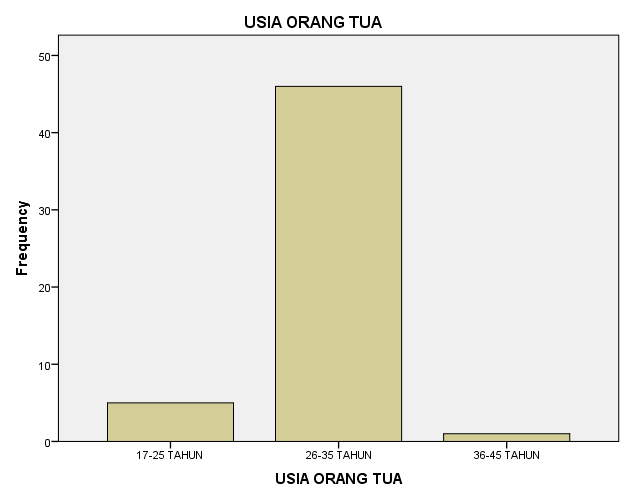 USIA ORANG TUA
Frequency
50
40
30
20
10
0
17-25 TAHUN
26-35 TAHUN
36-45 TAHUN
USIA ORANG TUA